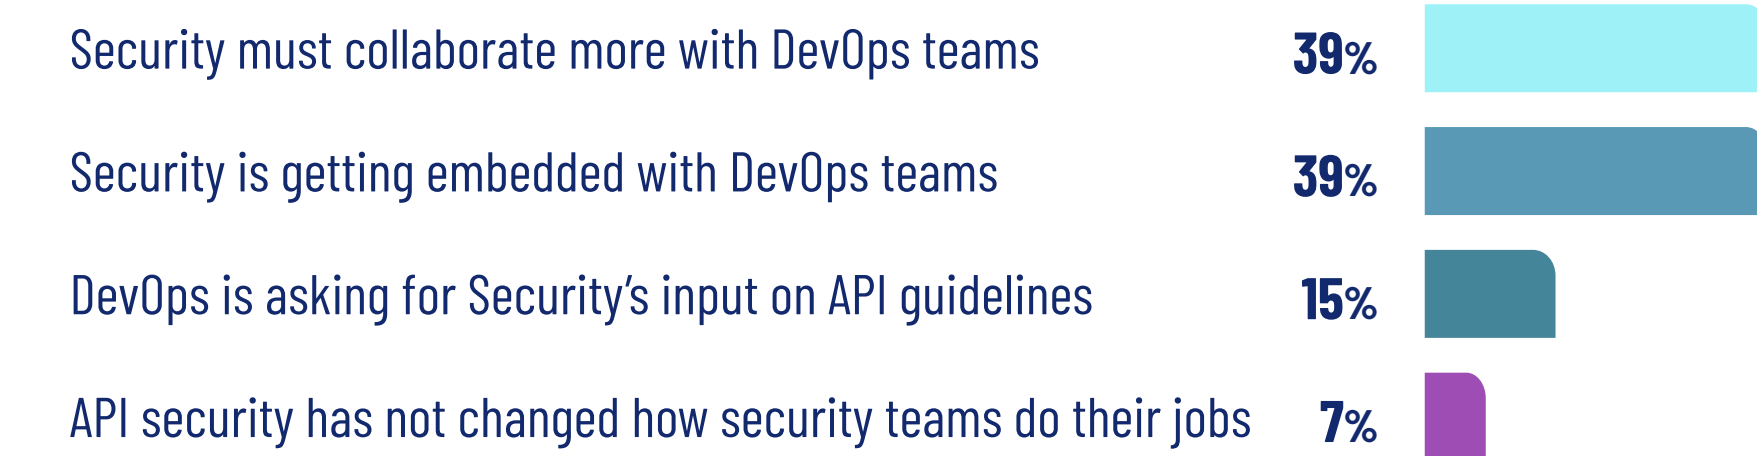 Security must collaborate more with DevOps teams 39%
Security is getting embedded with DevOps teams 39%
DevOps is asking for Security’s input on API guidelines 15%
API security has not changed how security teams do their jobs 7%